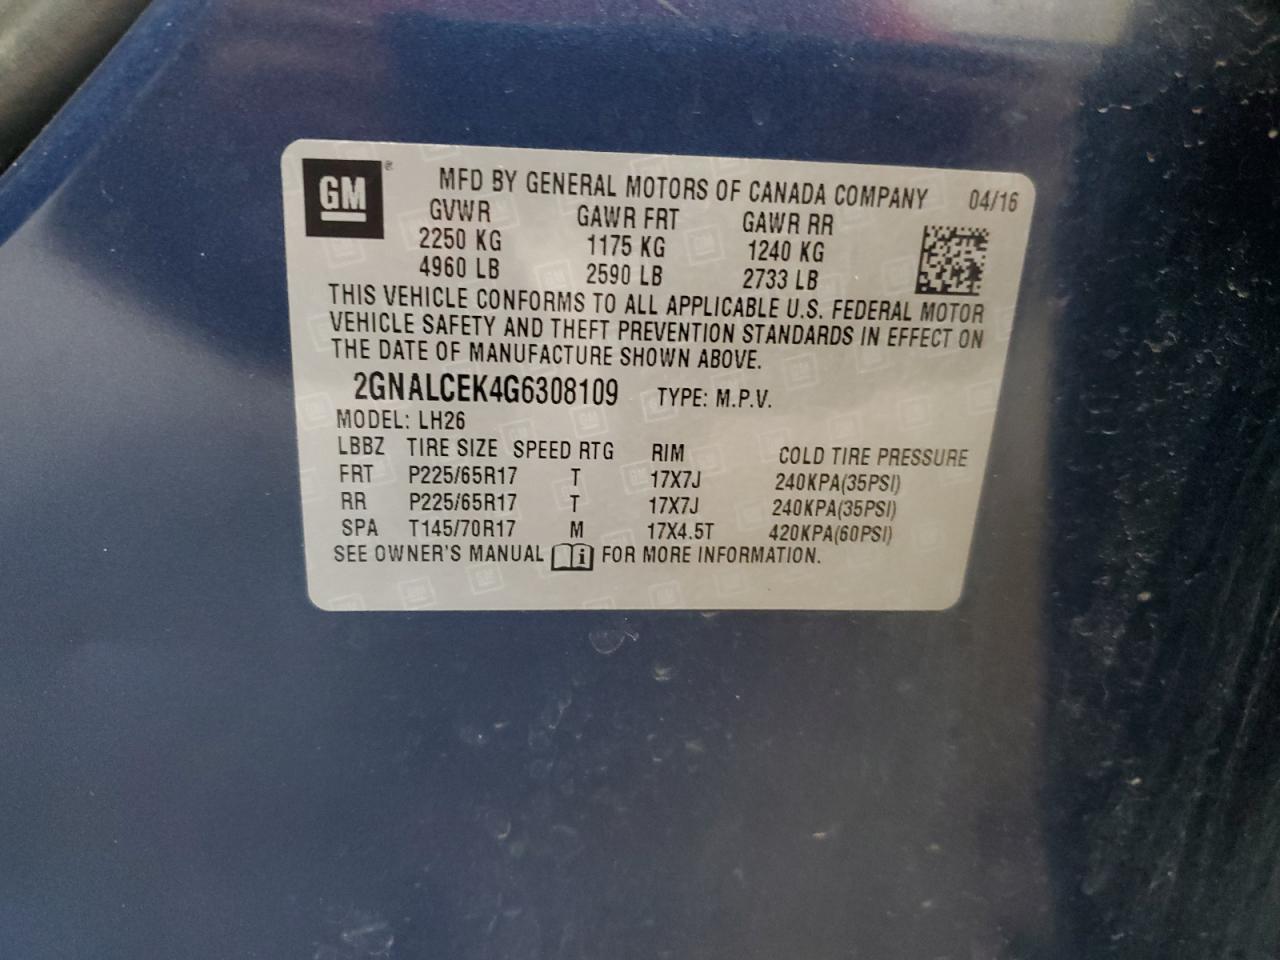 GM ® MFD BY GENERAL MOTORS OF CANADA COMPANY 04/16
GVWR GAWR FRT GAWR RR
2250 KG 1175 KG 1240 KG
4960 LB 2590 LB 2733 LB
THIS VEHICLE CONFORMS TO ALL APPLICABLE U.S. FEDERAL MOTOR
VEHICLE SAFETY AND THEFT PREVENTION STANDARDS IN EFFECT ON
THE DATE OF MANUFACTURE SHOWN ABOVE.
2GNALCEK4G6308109 TYPE: M.P.V.
MODEL: LH26
LBBZ TIRE SIZE SPEED RTG RIM COLD TIRE PRESSURE
FRT P225/65R17 T 17X7J 240KPA(35PSI)
RR P225/65R17 T 17X7J 240KPA(35PSI)
SPA T145/70R17 M 17X4.5T 420KPA(60PSI)
SEE OWNER'S MANUAL i FOR MORE INFORMATION.